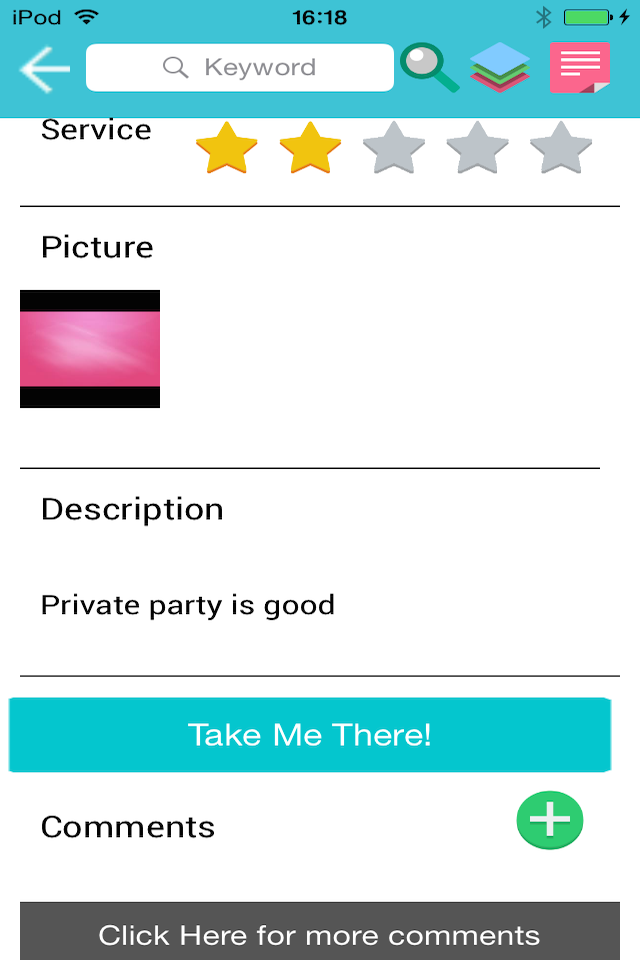 iPod 16:18
Keyword
Service
Picture
Description
Private party is good
Take Me There!
Comments
Click Here for more comments